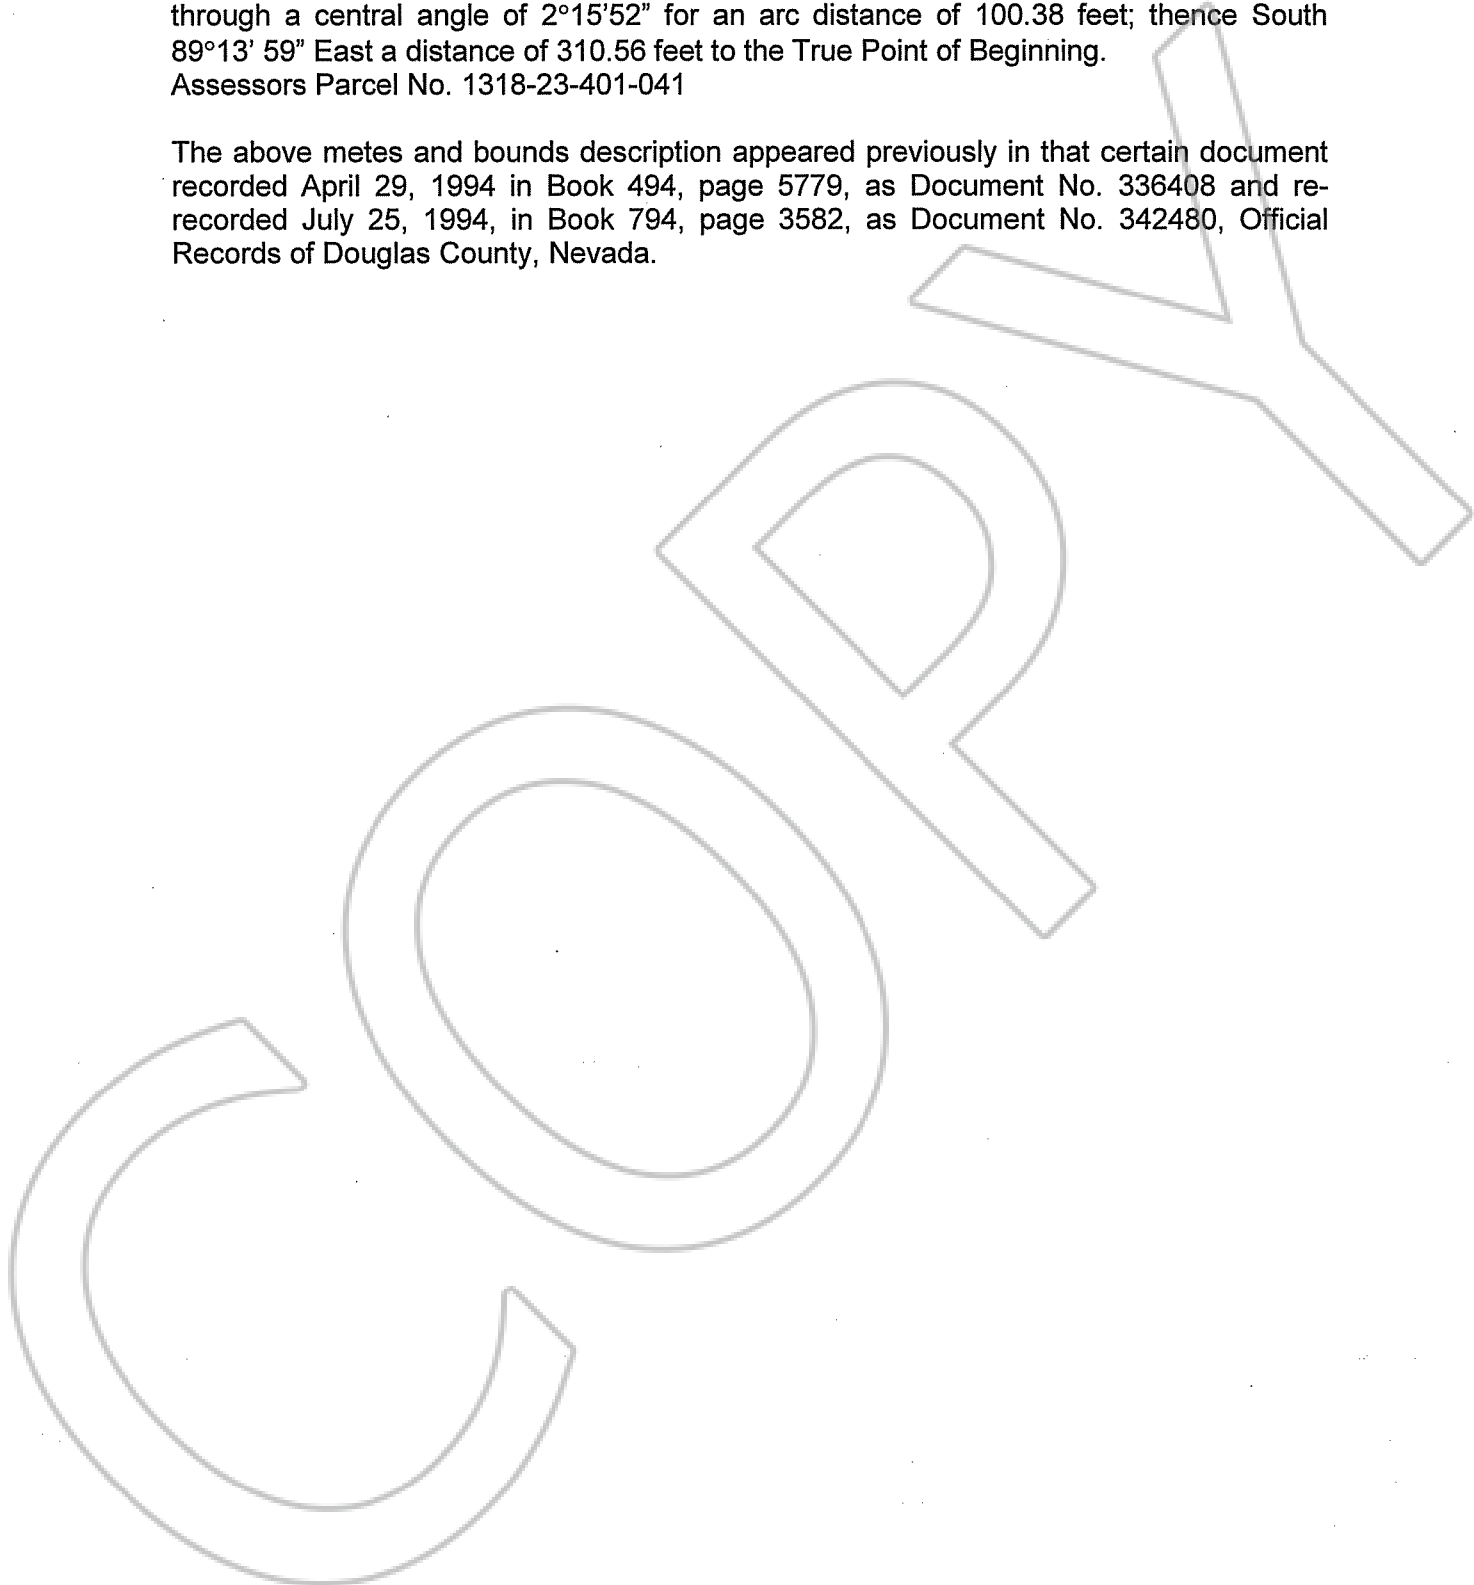 through a central angle of 2°15'52” for an arc distance of 100.38 feet; thence South
89°13’ 59” East a distance of 310.56 feet to the True Point of Beginning.
Assessors Parcel No. 1318-23-401-041
The above metes and bounds description appeared previously in that certain document
recorded April 29, 1994 in Book 494, page 5779, as Document No. 336408 and re-
recorded July 25, 1994, in Book 794, page 3582, as Document No. 342480, Official
Records of Douglas County, Nevada.
COPY